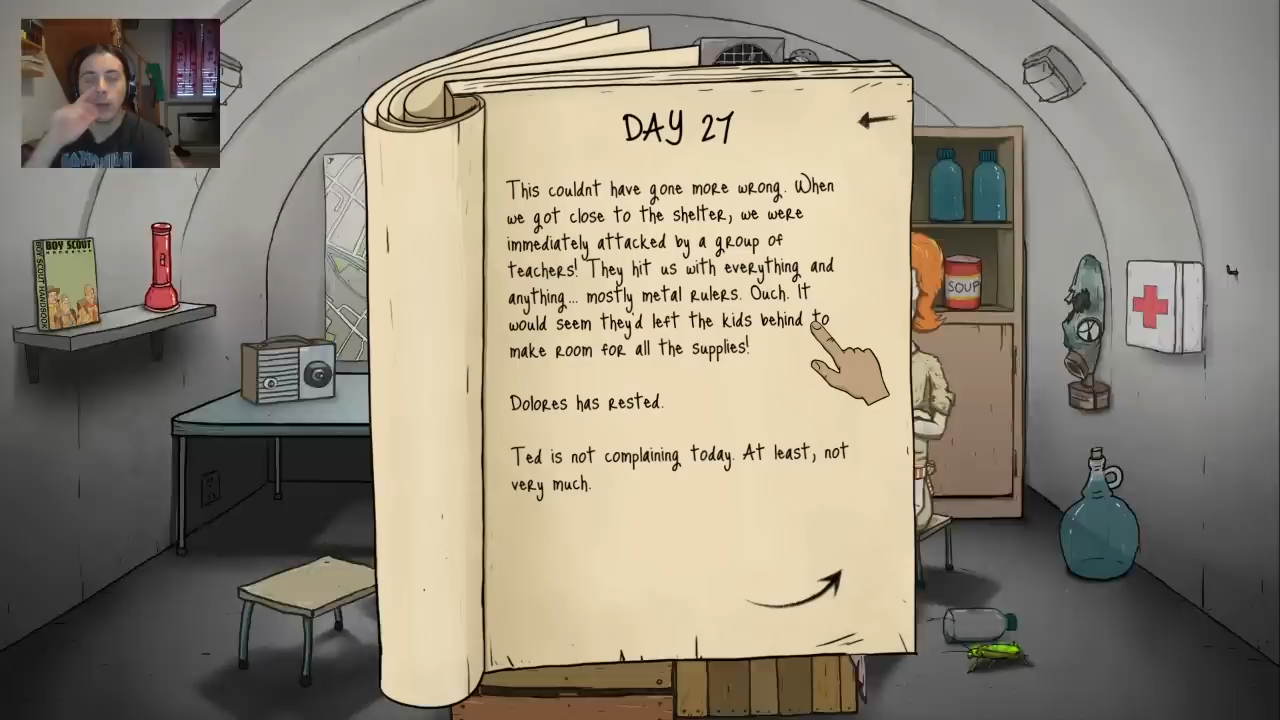 DAY 27
This couldnt have gone more wrong. When
we got close to the shelter, we were
immediately attacked by a group of
teachers! They hit us with everything and
anything... mostly metal rulers. Ouch. It
would seem they'd left the kids behind to
make room for all the supplies!
Dolores has rested.
Ted is not complaining today. At least, not
very much.
BOY SCOUT
BOY SCOUT HANDBOOK
SOUP